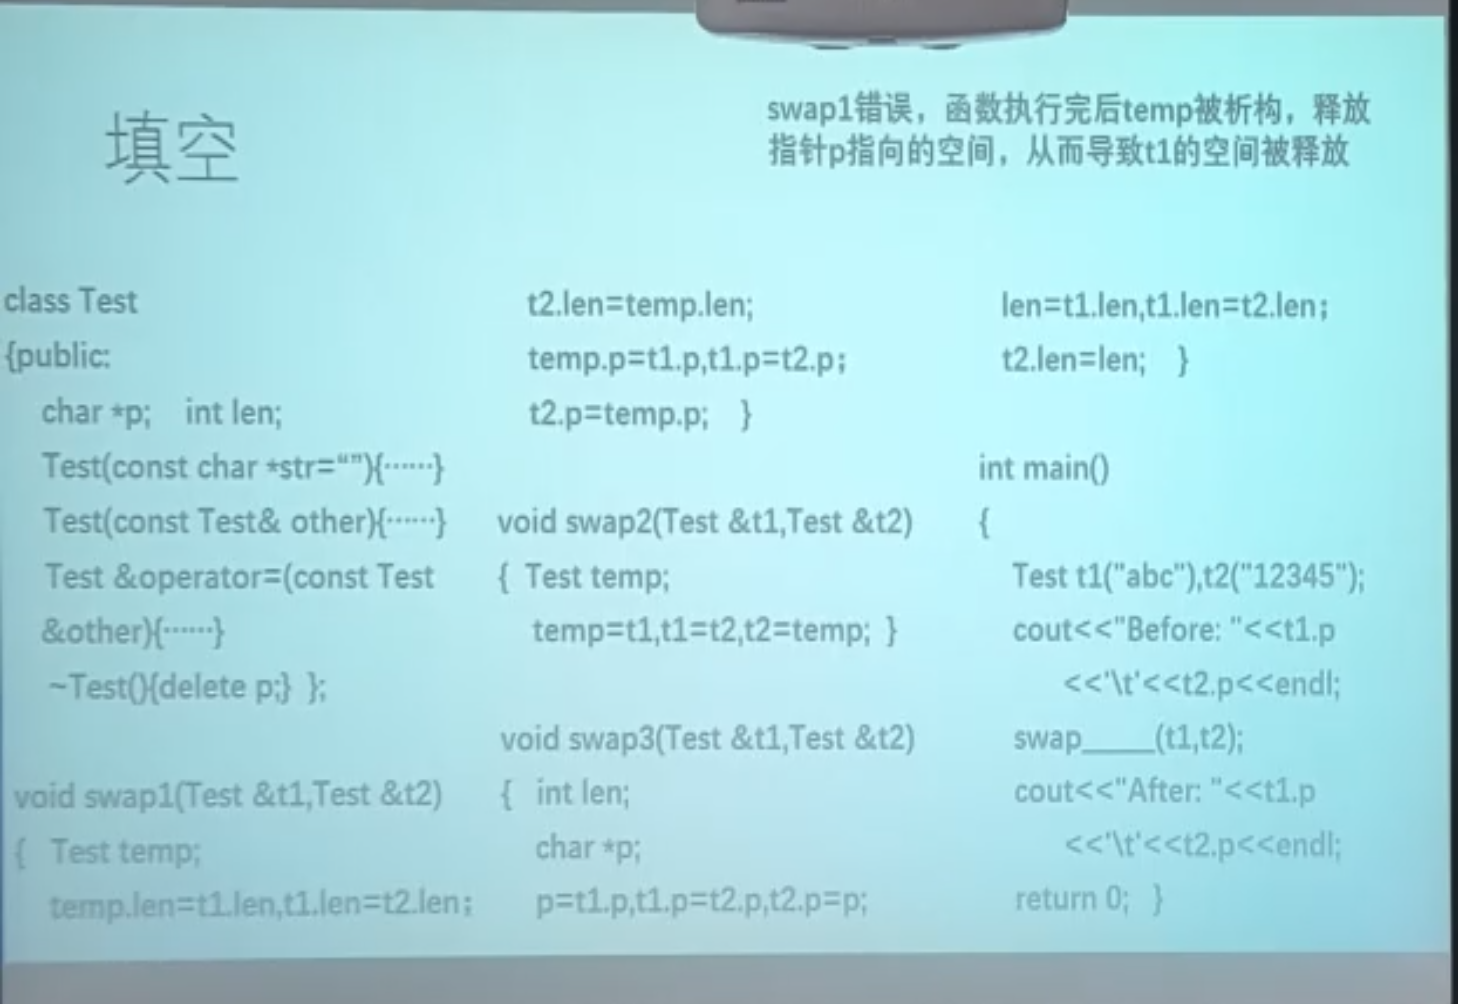 填空
swap1错误，函数执行完后temp被析构，释放
指针p指向的空间，从而导致t1的空间被释放
class Test
{public:
char *p; int len;
Test(const char *str=“”){……}
Test(const Test& other){……}
Test &operator=(const Test
&other){……}
~Test(){delete p;} };
void swap1(Test &t1,Test &t2)
{ Test temp;
temp.len=t1.len,t1.len=t2.len；
t2.len=temp.len;
temp.p=t1.p,t1.p=t2.p；
t2.p=temp.p; }
void swap2(Test &t1,Test &t2)
{ Test temp;
temp=t1,t1=t2,t2=temp; }
void swap3(Test &t1,Test &t2)
{ int len;
char *p;
p=t1.p,t1.p=t2.p,t2.p=p;
len=t1.len,t1.len=t2.len；
t2.len=len; }
int main()
{
Test t1("abc"),t2("12345");
cout<<"Before: "<<t1.p
<<'\t'<<t2.p<<endl;
swap_____(t1,t2);
cout<<"After: "<<t1.p
<<'\t'<<t2.p<<endl;
return 0; }